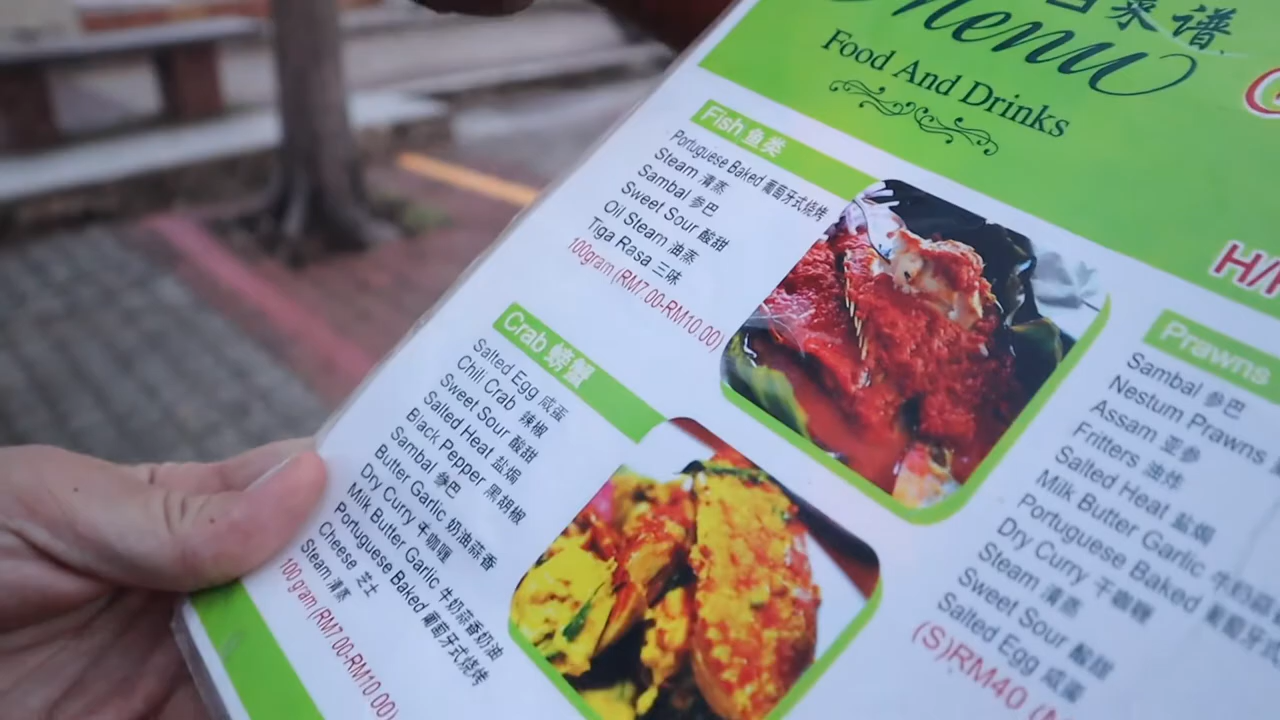 菜谱
Menu
Food And Drinks
Fish 鱼类
Portuguese Baked 葡萄牙式烧烤
Steam 清蒸
Sambal 参巴
Sweet Sour 酸甜
Oil Steam 油蒸
Tiga Rasa 三味
100gram (RM7.00-RM10.00)
Crab 螃蟹
Salted Egg 咸蛋
Chili Crab 辣椒
Sweet Sour 酸甜
Salted Heat 盐焗
Black Pepper 黑胡椒
Sambal 参巴
Butter Garlic 奶油蒜香
Dry Curry 干咖喱
Milk Butter Garlic 牛奶蒜香奶油
Portuguese Baked 葡萄牙式烧烤
Cheese 芝士
Steam 清蒸
100 gram (RM7.00-RM10.00)
Prawns
Sambal 参巴
Nestum Prawns
Assam 亚参
Fritters 油炸
Salted Heat 盐焗
Milk Butter Garlic 牛奶蒜
Portuguese Baked 葡萄牙式
Dry Curry 干咖喱
Steam 清蒸
Sweet Sour 酸甜
Salted Egg 咸蛋
(S)RM40